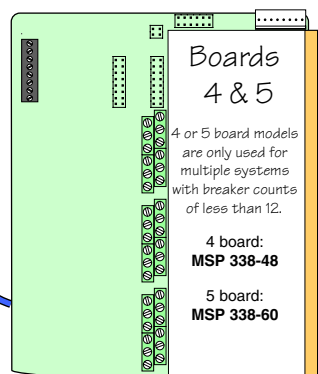 Boards
4 & 5
4 or 5 board models
are only used for
multiple systems
with breaker counts
of less than 12.
4 board:
MSP 338-48
5 board:
MSP 338-60